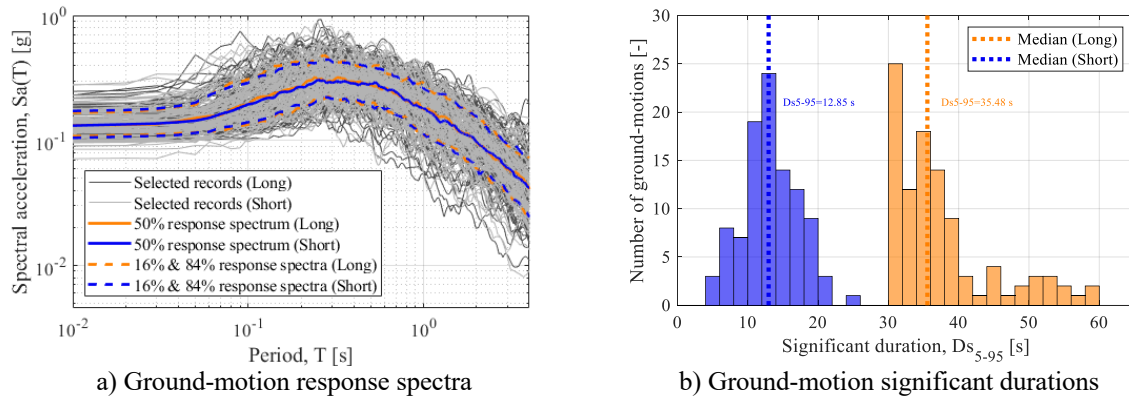 Spectral acceleration, Sa(T) [g]
10^0
10^-1
10^-2
Selected records (Long)
Selected records (Short)
50% response spectrum (Long)
50% response spectrum (Short)
16% & 84% response spectra (Long)
16% & 84% response spectra (Short)
10^-2
10^-1
10^0
Period, T [s]
a) Ground-motion response spectra
Number of ground-motions [-]
30
25
20
15
10
5
0
Median (Long)
Median (Short)
Ds5-95=12.85 s
Ds5-95=35.48 s
0 10 20 30 40 50 60
Significant duration, Ds5-95 [s]
b) Ground-motion significant durations